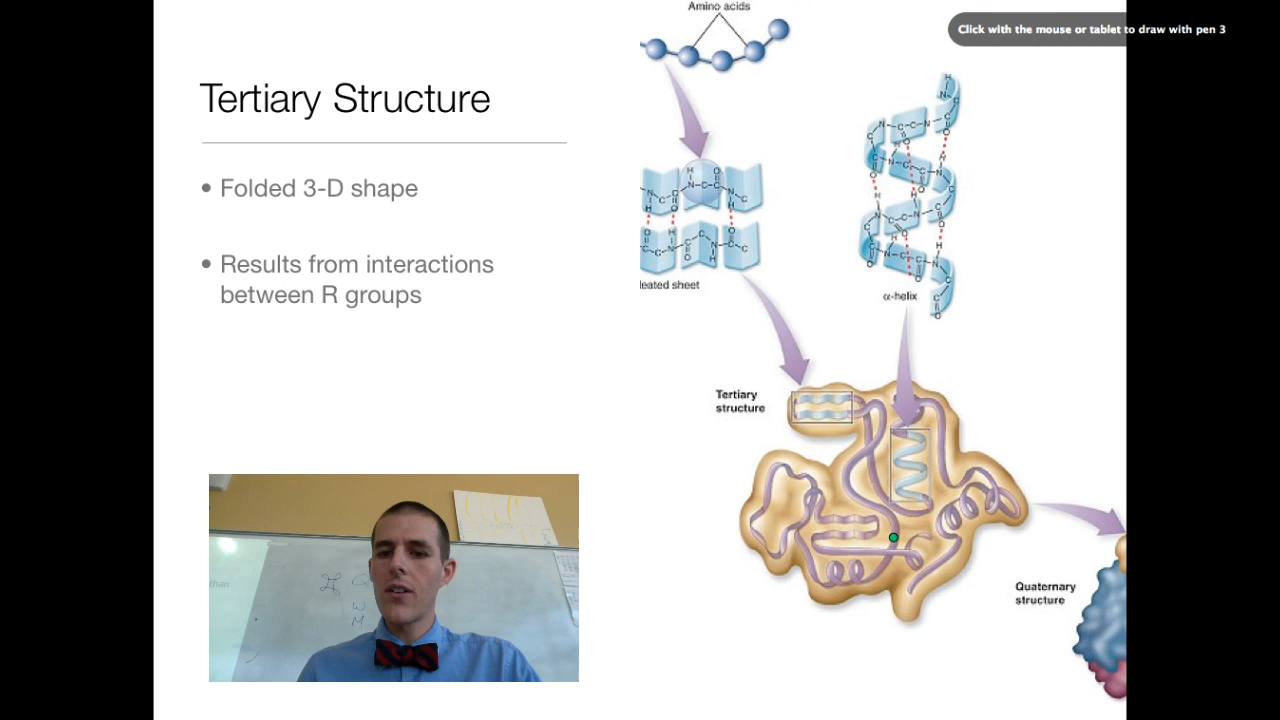 Amino acids
Click with the mouse or tablet to draw with pen 3
Tertiary Structure
• Folded 3-D shape
• Results from interactions
between R groups
leated sheet
α-helix
Tertiary
structure
Quaternary
structure